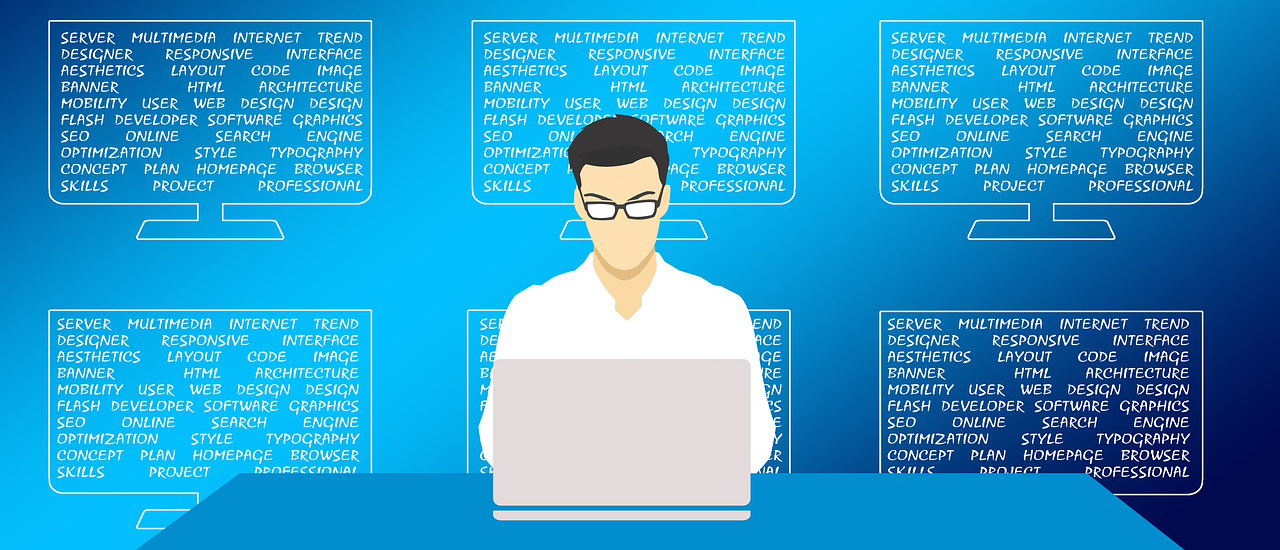 SERVER MULTIMEDIA INTERNET TREND
DESIGNER RESPONSIVE INTERFACE
AESTHETICS LAYOUT CODE IMAGE
BANNER HTML ARCHITECTURE
MOBILITY USER WEB DESIGN DESIGN
FLASH DEVELOPER SOFTWARE GRAPHICS
SEO ONLINE SEARCH ENGINE
OPTIMIZATION STYLE TYPOGRAPHY
CONCEPT PLAN HOMEPAGE BROWSER
SKILLS PROJECT PROFESSIONAL
SERVER MULTIMEDIA INTERNET TREND
DESIGNER RESPONSIVE INTERFACE
AESTHETICS LAYOUT CODE IMAGE
BANNER HTML ARCHITECTURE
MOBILITY USER WEB DESIGN DESIGN
FLASH DEVELOPER SOFTWARE GRAPHICS
SEO ENGINE
TYPOGRAPHY
CONCEPT BROWSER
SKILLS PROFESSIONAL
SERVER MULTIMEDIA INTERNET TREND
DESIGNER RESPONSIVE INTERFACE
AESTHETICS LAYOUT CODE IMAGE
BANNER HTML ARCHITECTURE
MOBILITY USER WEB DESIGN DESIGN
FLASH DEVELOPER SOFTWARE GRAPHICS
SEO ONLINE SEARCH ENGINE
OPTIMIZATION STYLE TYPOGRAPHY
CONCEPT PLAN HOMEPAGE BROWSER
SKILLS PROJECT PROFESSIONAL
SERVER MULTIMEDIA INTERNET TREND
DESIGNER RESPONSIVE INTERFACE
AESTHETICS LAYOUT CODE IMAGE
BANNER HTML ARCHITECTURE
MOBILITY USER WEB DESIGN DESIGN
FLASH DEVELOPER SOFTWARE GRAPHICS
SEO ONLINE SEARCH ENGINE
OPTIMIZATION STYLE TYPOGRAPHY
CONCEPT PLAN HOMEPAGE BROWSER
SKILLS PROJECT PROFESSIONAL
SERVER MULTIMEDIA INTERNET TREND
DESIGNER RESPONSIVE INTERFACE
AESTHETICS LAYOUT CODE IMAGE
BANNER HTML ARCHITECTURE
MOBILITY USER WEB DESIGN DESIGN
FLASH DEVELOPER SOFTWARE GRAPHICS
SEO ONLINE SEARCH ENGINE
OPTIMIZATION STYLE TYPOGRAPHY
CONCEPT PLAN HOMEPAGE BROWSER
SKILLS PROJECT PROFESSIONAL